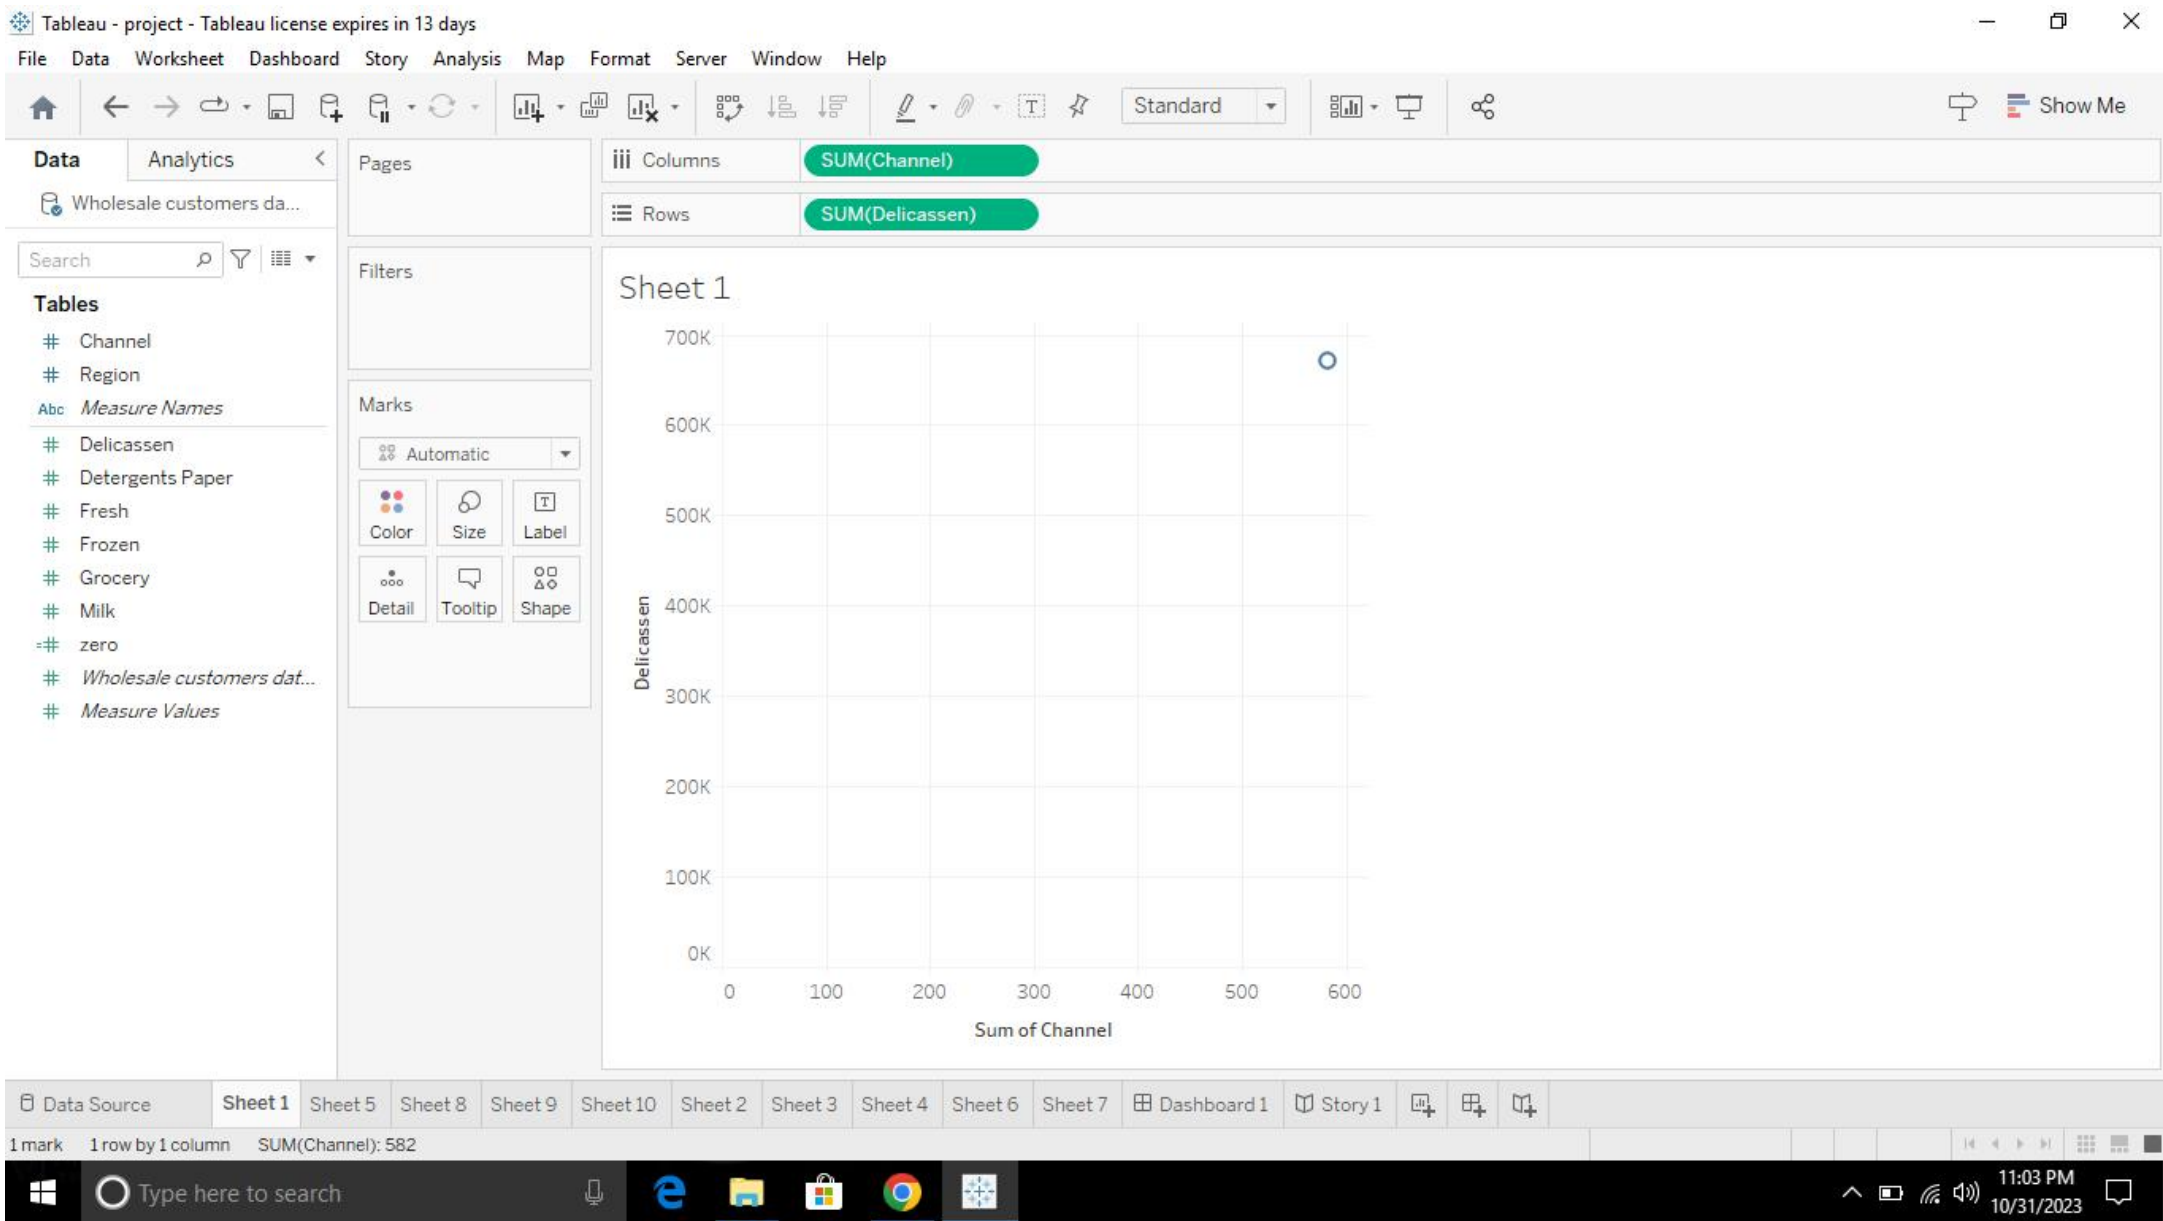 Tableau - project - Tableau license expires in 13 days
File Data Worksheet Dashboard Story Analysis Map Format Server Window Help
Standard
Show Me
Data Analytics
Wholesale customers da...
Search
Tables
# Channel
# Region
Abc Measure Names
# Delicassen
# Detergents Paper
# Fresh
# Frozen
# Grocery
# Milk
=# zero
# Wholesale customers dat...
# Measure Values
Pages
Filters
Marks
Automatic
Color Size T Label
Detail Tooltip Shape
Columns SUM(Channel)
Rows SUM(Delicassen)
Sheet 1
700K
600K
500K
400K
300K
200K
100K
0K
Delicassen
0 100 200 300 400 500 600
Sum of Channel
Data Source Sheet 1 Sheet 5 Sheet 8 Sheet 9 Sheet 10 Sheet 2 Sheet 3 Sheet 4 Sheet 6 Sheet 7 Dashboard 1 Story 1
1 mark 1 row by 1 column SUM(Channel): 582
Type here to search
11:03 PM
10/31/2023